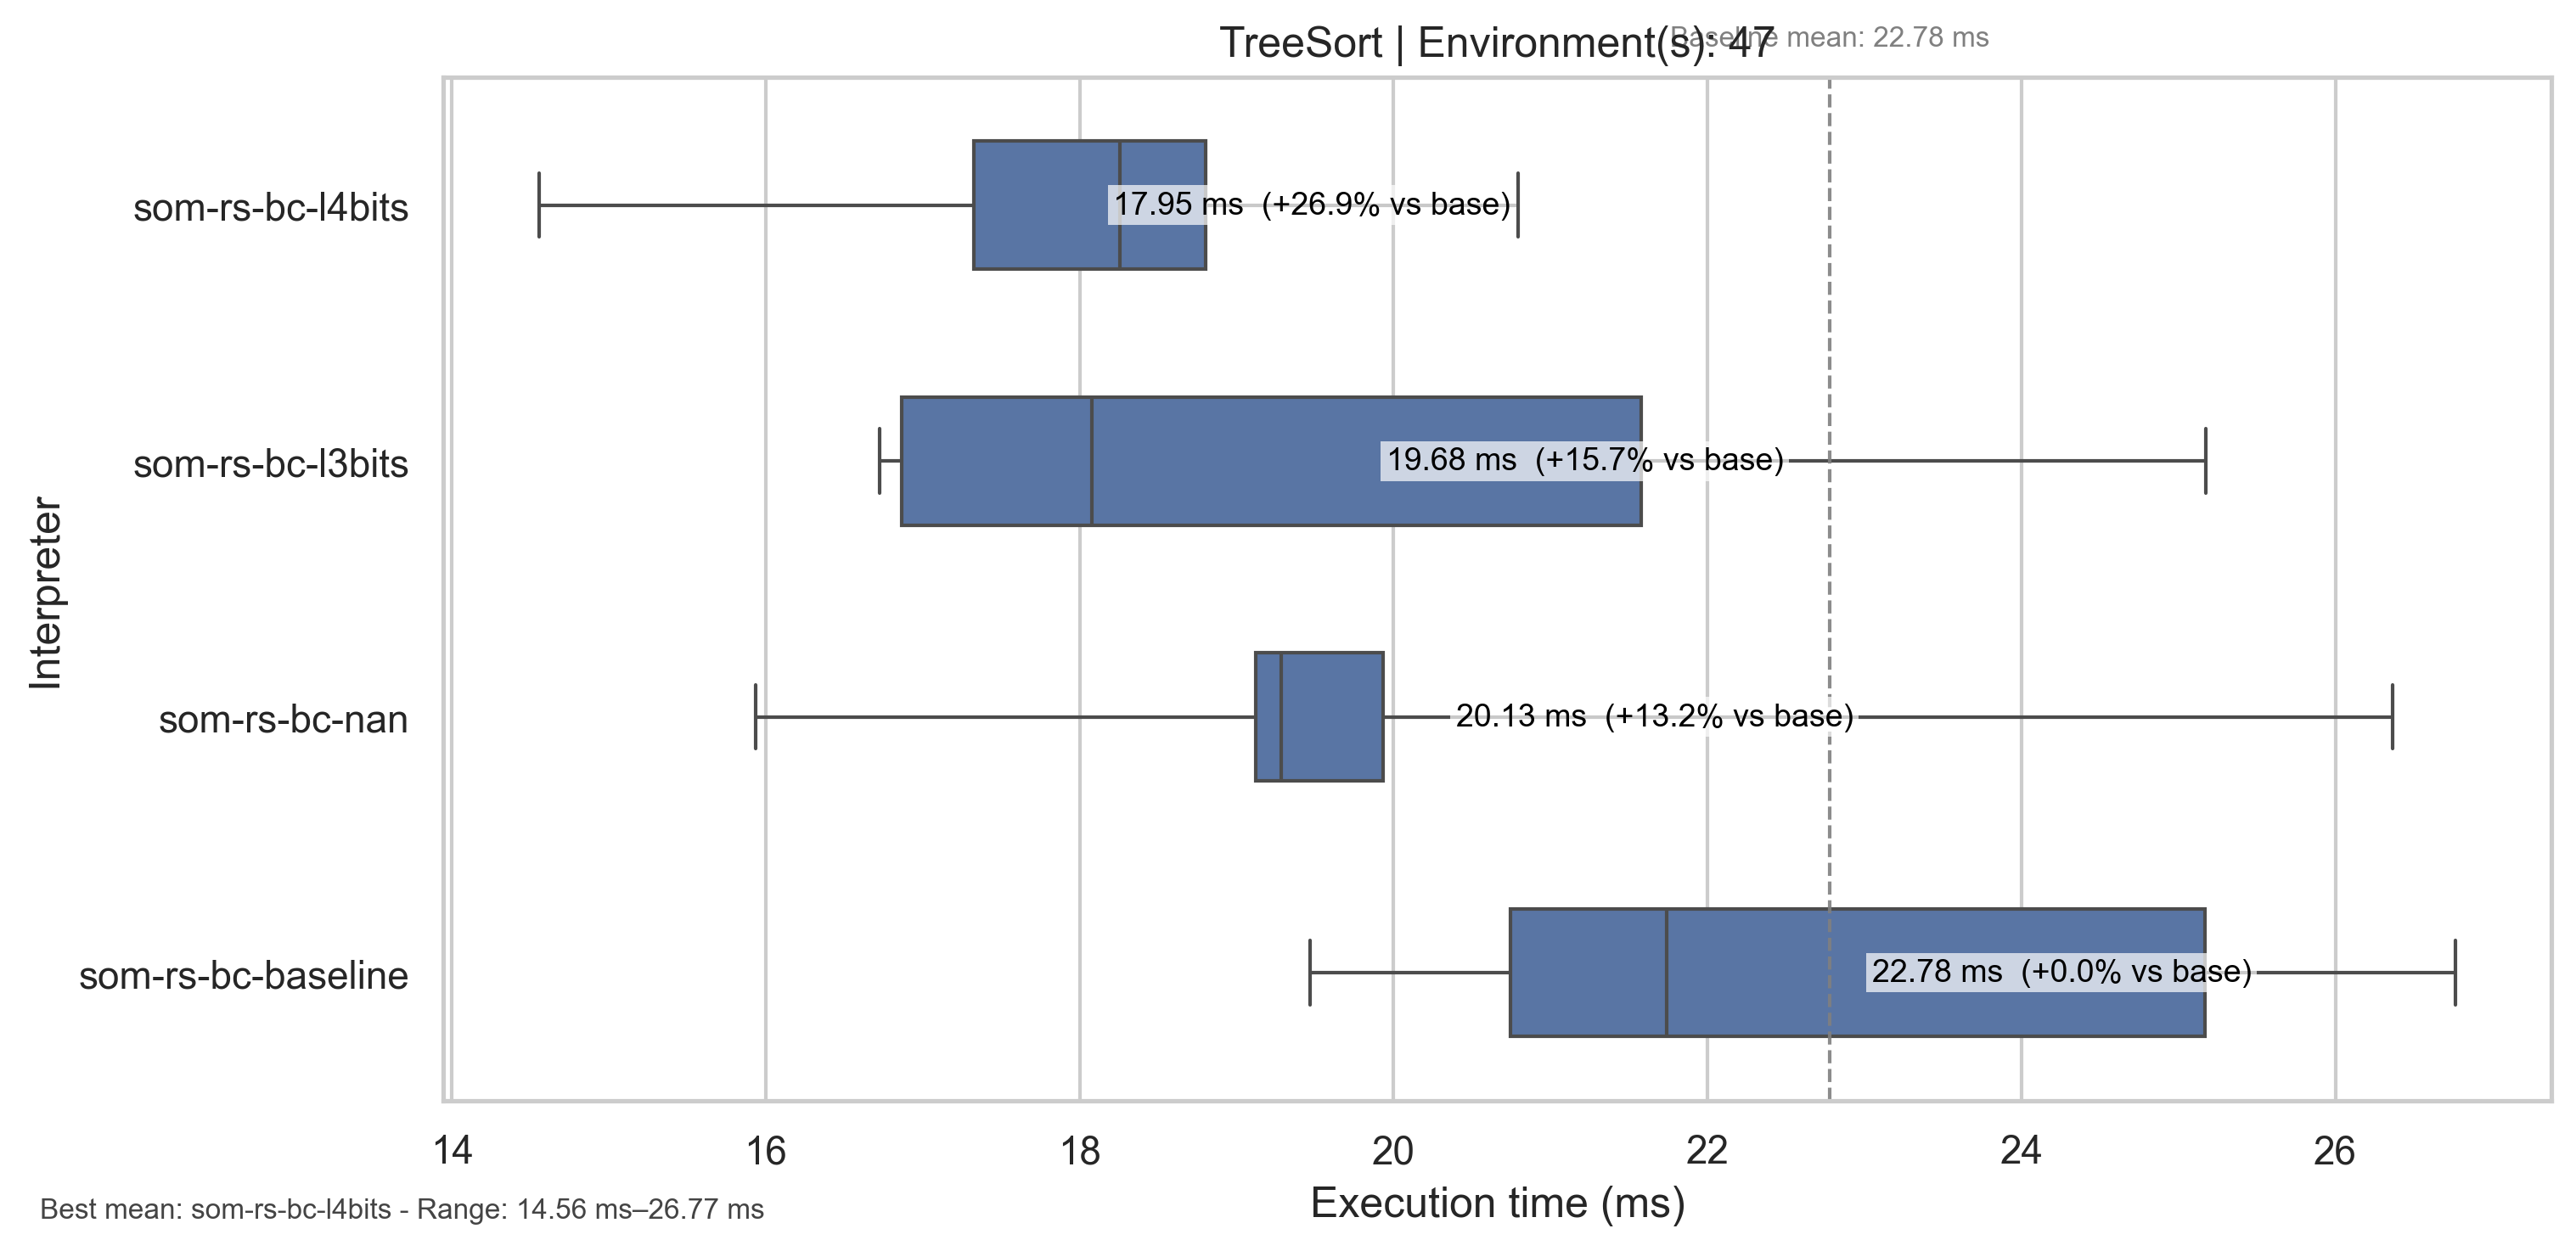 TreeSort | Environment(s): 47
Baseline mean: 22.78 ms
Interpreter
som-rs-bc-l4bits
17.95 ms (+26.9% vs base)
som-rs-bc-l3bits
19.68 ms (+15.7% vs base)
som-rs-bc-nan
20.13 ms (+13.2% vs base)
som-rs-bc-baseline
22.78 ms (+0.0% vs base)
14 16 18 20 22 24 26
Execution time (ms)
Best mean: som-rs-bc-l4bits - Range: 14.56 ms–26.77 ms